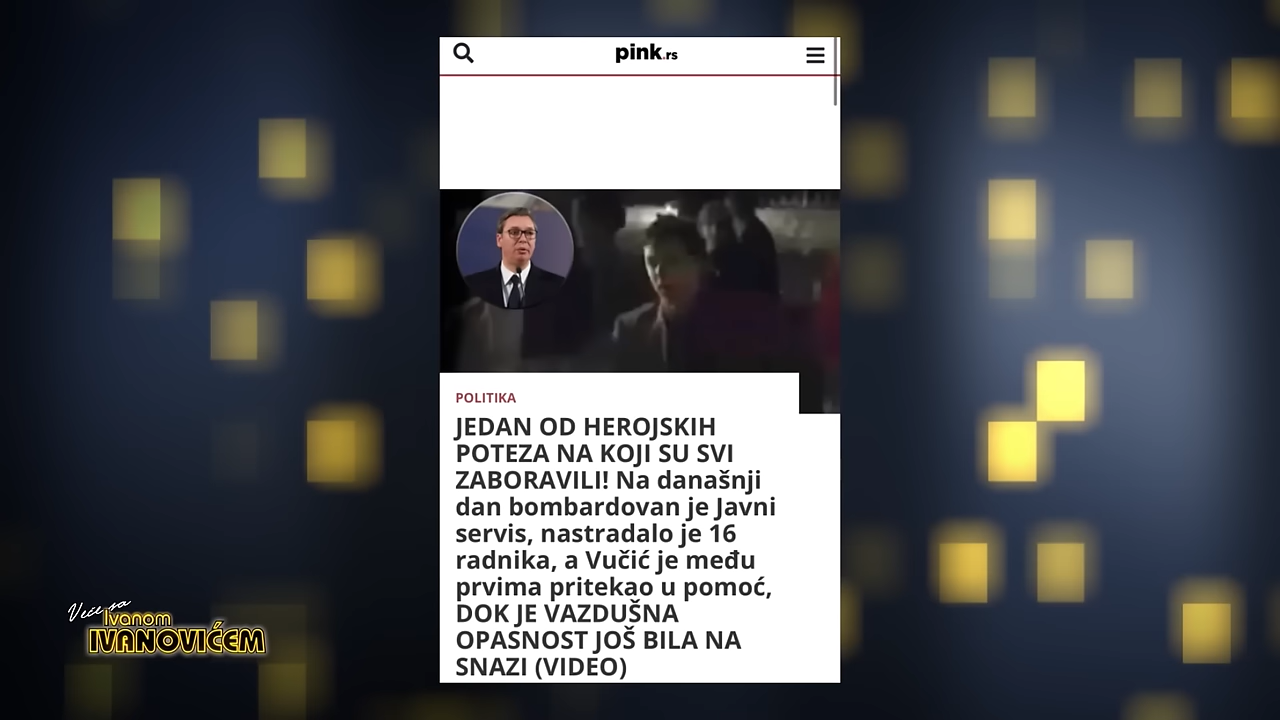 pink.rs
POLITIKA
JEDAN OD HEROJSKIH
POTEZA NA KOJI SU SVI
ZABORAVILI! Na današnji
dan bombardovan je Javni
servis, nastradalo je 16
radnika, a Vučić je među
prvima pritekao u pomoć,
DOK JE VAZDUŠNA
OPASNOST JOŠ BILA NA
SNAZI (VIDEO)
Veče sa
Ivanom
IVANOVIĆEM